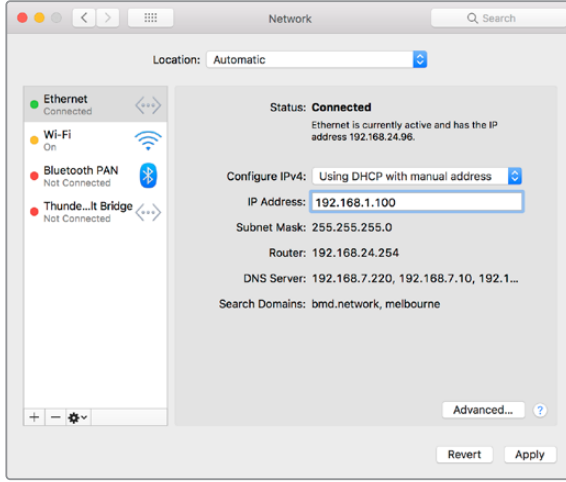 Network
Search
Location: Automatic
Ethernet
Connected
Wi-Fi
On
Bluetooth PAN
Not Connected
Thunde...lt Bridge
Not Connected
Status: Connected
Ethernet is currently active and has the IP
address 192.168.24.96.
Configure IPv4: Using DHCP with manual address
IP Address: 192.168.1.100
Subnet Mask: 255.255.255.0
Router: 192.168.24.254
DNS Server: 192.168.7.220, 192.168.7.10, 192.1...
Search Domains: bmd.network, melbourne
Advanced... ?
Revert Apply